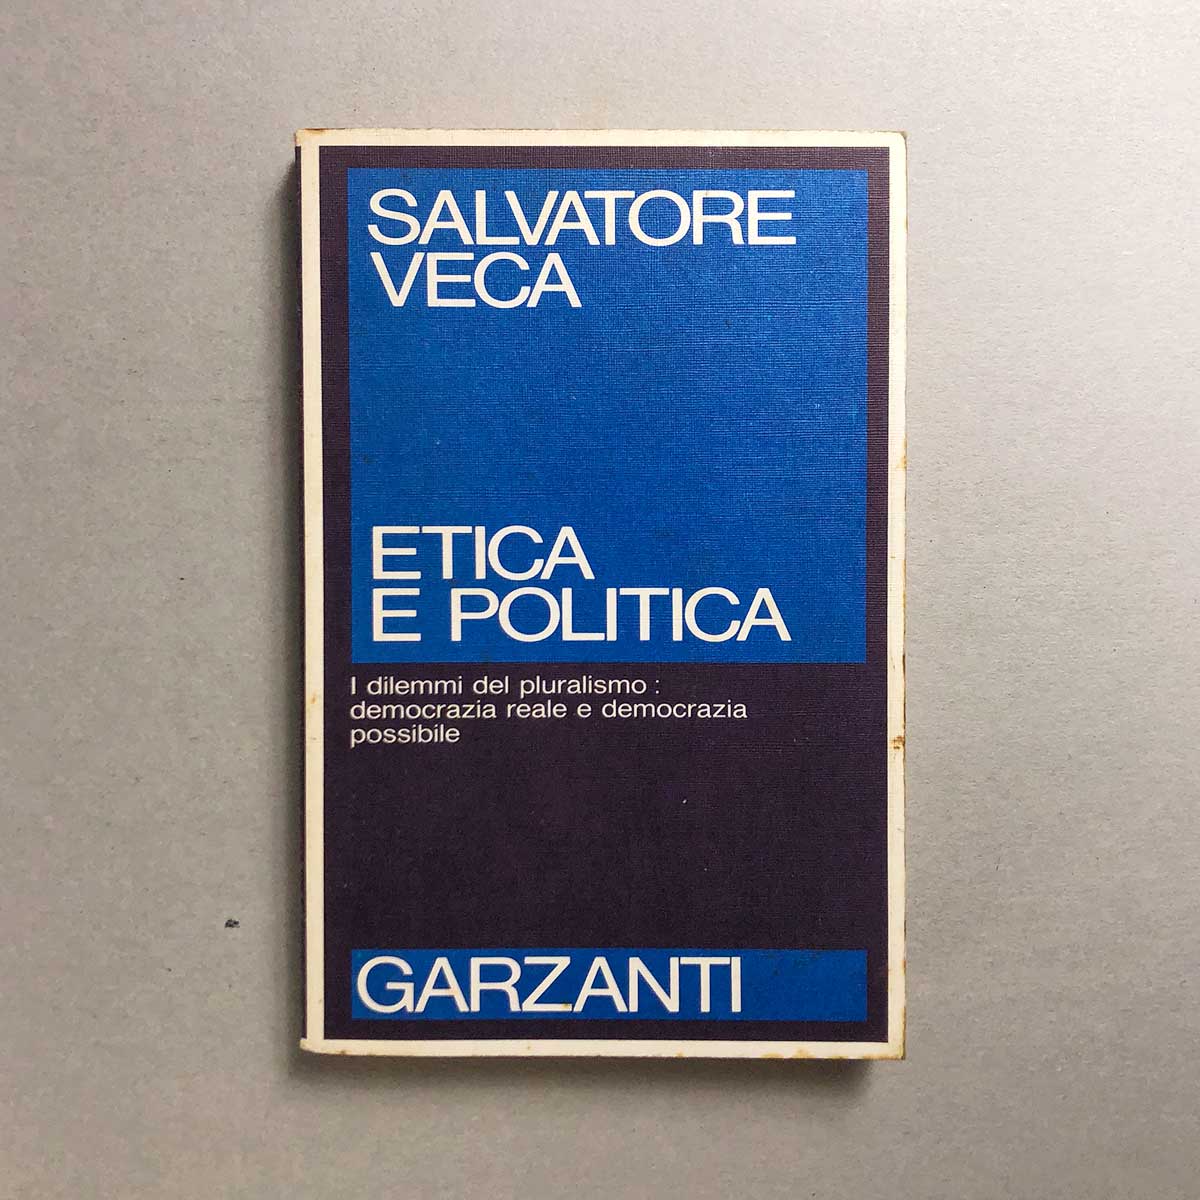 SALVATORE
VECA
ETICA
E POLITICA
I dilemmi del pluralismo :
democrazia reale e democrazia
possibile
GARZANTI